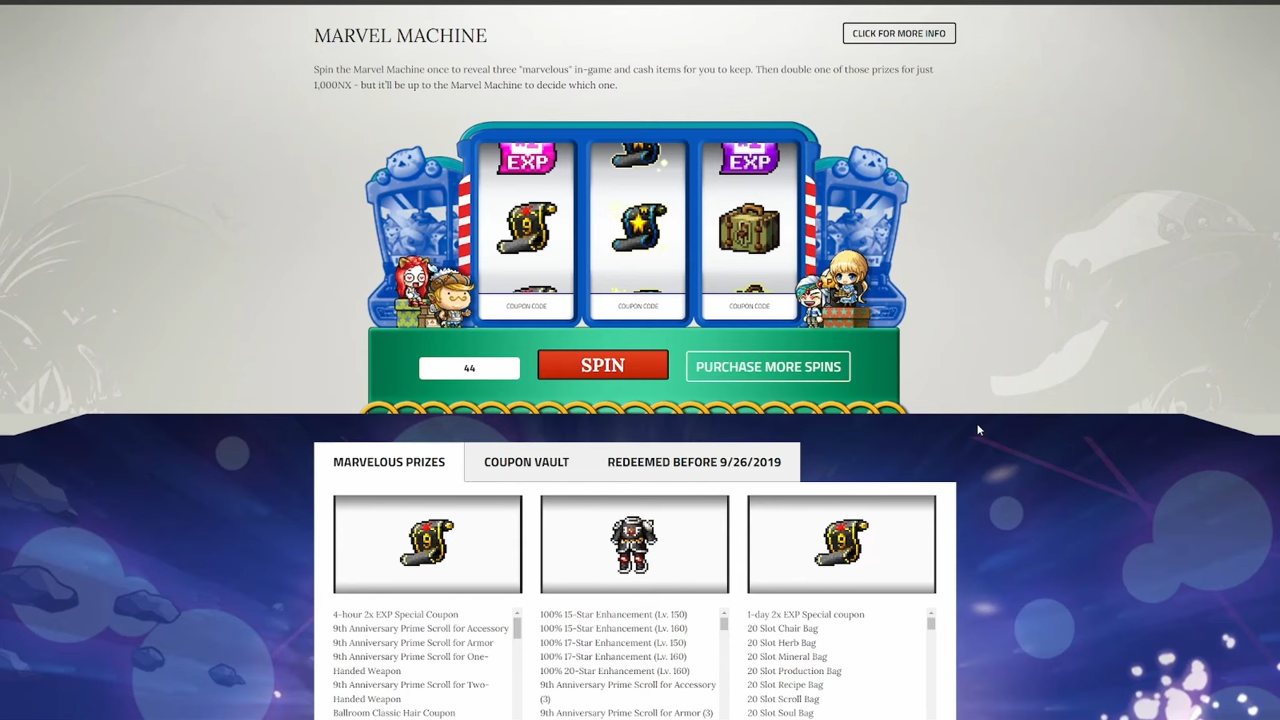 MARVEL MACHINE
CLICK FOR MORE INFO
Spin the Marvel Machine once to reveal three "marvelous" in-game and cash items for you to keep. Then double one of those prizes for just
1,000NX - but it'll be up to the Marvel Machine to decide which one.
EXP
EXP
9
COUPON CODE
COUPON CODE
COUPON CODE
44
SPIN
PURCHASE MORE SPINS
MARVELOUS PRIZES
COUPON VAULT
REDEEMED BEFORE 9/26/2019
9
9
4-hour 2x EXP Special Coupon
9th Anniversary Prime Scroll for Accessory
9th Anniversary Prime Scroll for Armor
9th Anniversary Prime Scroll for One-
Handed Weapon
9th Anniversary Prime Scroll for Two-
Handed Weapon
Ballroom Classic Hair Coupon
100% 15-Star Enhancement (Lv. 150)
100% 15-Star Enhancement (Lv. 160)
100% 17-Star Enhancement (Lv. 150)
100% 17-Star Enhancement (Lv. 160)
100% 20-Star Enhancement (Lv. 160)
9th Anniversary Prime Scroll for Accessory
(3)
9th Anniversary Prime Scroll for Armor (3)
1-day 2x EXP Special coupon
20 Slot Chair Bag
20 Slot Herb Bag
20 Slot Mineral Bag
20 Slot Production Bag
20 Slot Recipe Bag
20 Slot Scroll Bag
20 Slot Soul Bag